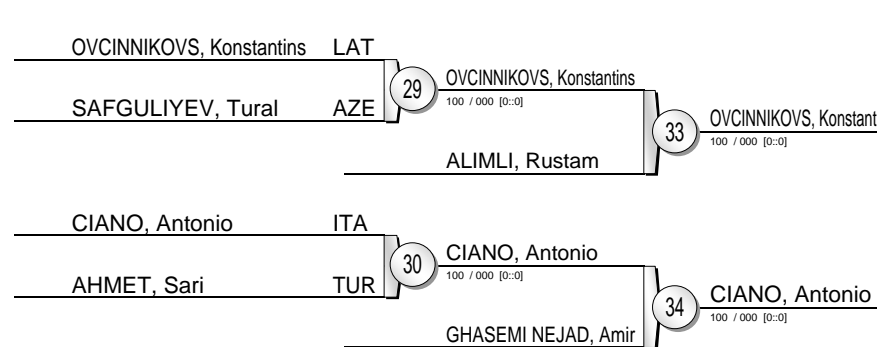 OVCINNIKOVS, Konstantins LAT
29 OVCINNIKOVS, Konstantins
100 / 000 [0::0]
SAFGULIYEV, Tural AZE
33 OVCINNIKOVS, Konstant
100 / 000 [0::0]
ALIMLI, Rustam
CIANO, Antonio ITA
30 CIANO, Antonio
100 / 000 [0::0]
AHMET, Sari TUR
34 CIANO, Antonio
100 / 000 [0::0]
GHASEMI NEJAD, Amir